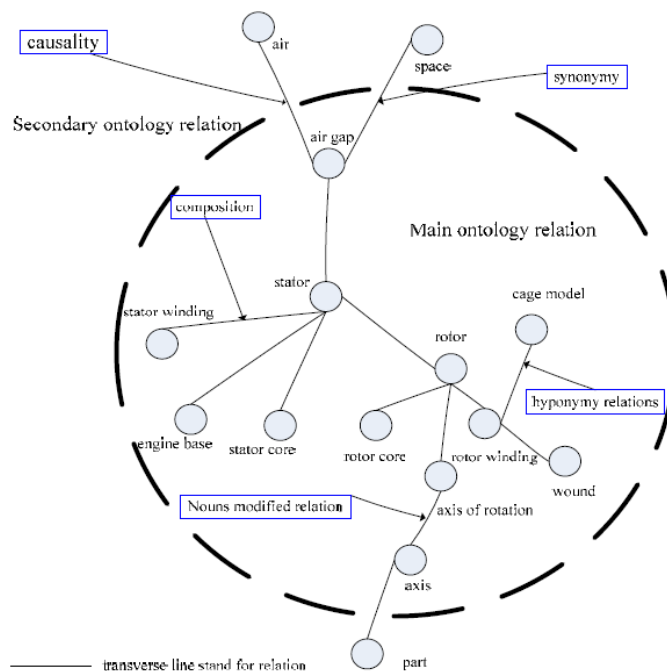 air
causality
space
synonymy
Secondary ontology relation
air gap
composition
Main ontology relation
stator
cage model
stator winding
rotor
hyponymy relations
engine base
stator core
rotor core
rotor winding
wound
Nouns modified relation
axis of rotation
axis
part
transverse line stand for relation